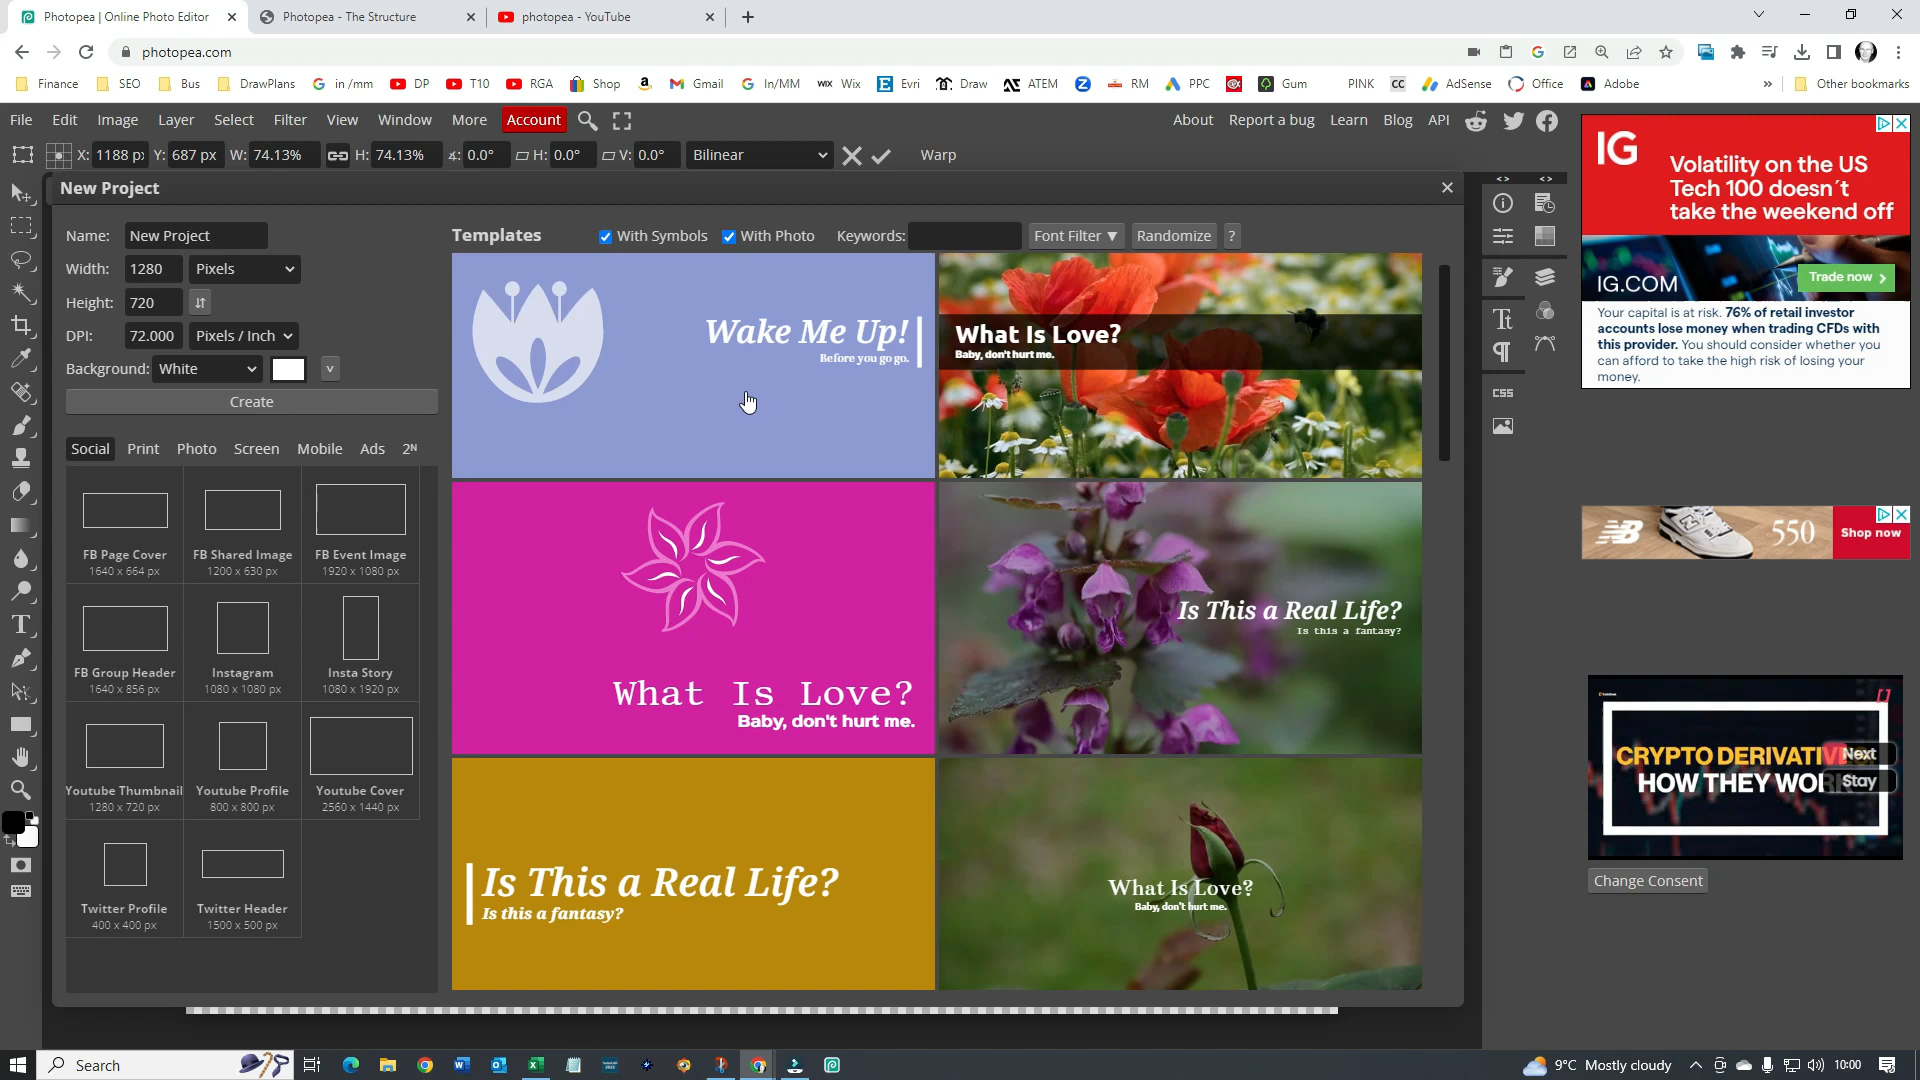 Photopea | Online Photo Editor
Photopea - The Structure
photopea - YouTube
photopea.com
Finance
SEO
Bus
DrawPlans
in /mm
DP
T10
RGA
Shop
Gmail
In/MM
WIX Wix
Evri
Draw
ATEM
RM
PPC
Gum
PINK
CC
AdSense
Office
Adobe
»
Other bookmarks
File Edit Image Layer Select Filter View Window More Account
About Report a bug Learn Blog API
X: 1188 px Y: 687 px W: 74.13% H: 74.13% ∡: 0.0° H: 0.0° V: 0.0° Bilinear Warp
New Project
Name: New Project
Width: 1280 Pixels
Height: 720
DPI: 72.000 Pixels / Inch
Background: White
Create
Social Print Photo Screen Mobile Ads 2ᴺ
FB Page Cover
1640 x 664 px
FB Shared Image
1200 x 630 px
FB Event Image
1920 x 1080 px
FB Group Header
1640 x 856 px
Instagram
1080 x 1080 px
Insta Story
1080 x 1920 px
Youtube Thumbnail
1280 x 720 px
Youtube Profile
800 x 800 px
Youtube Cover
2560 x 1440 px
Twitter Profile
400 x 400 px
Twitter Header
1500 x 500 px
Templates With Symbols With Photo Keywords: Font Filter ▼ Randomize ?
Wake Me Up!
Before you go go.
What Is Love?
Baby, don't hurt me.
What Is Love?
Baby, don't hurt me.
Is This a Real Life?
Is this a fantasy?
Is This a Real Life?
Is this a fantasy?
What Is Love?
Baby, don't hurt me.
CSS
IG
Volatility on the US
Tech 100 doesn´t
take the weekend off
IG.COM
Trade now
Your capital is at risk. 76% of retail investor
accounts lose money when trading CFDs with
this provider. You should consider whether you
can afford to take the high risk of losing your
money.
NB
550
Shop now
CRYPTO DERIVATIV
HOW THEY WOR
Next
Stay
Change Consent
Search
9°C Mostly cloudy
10:00